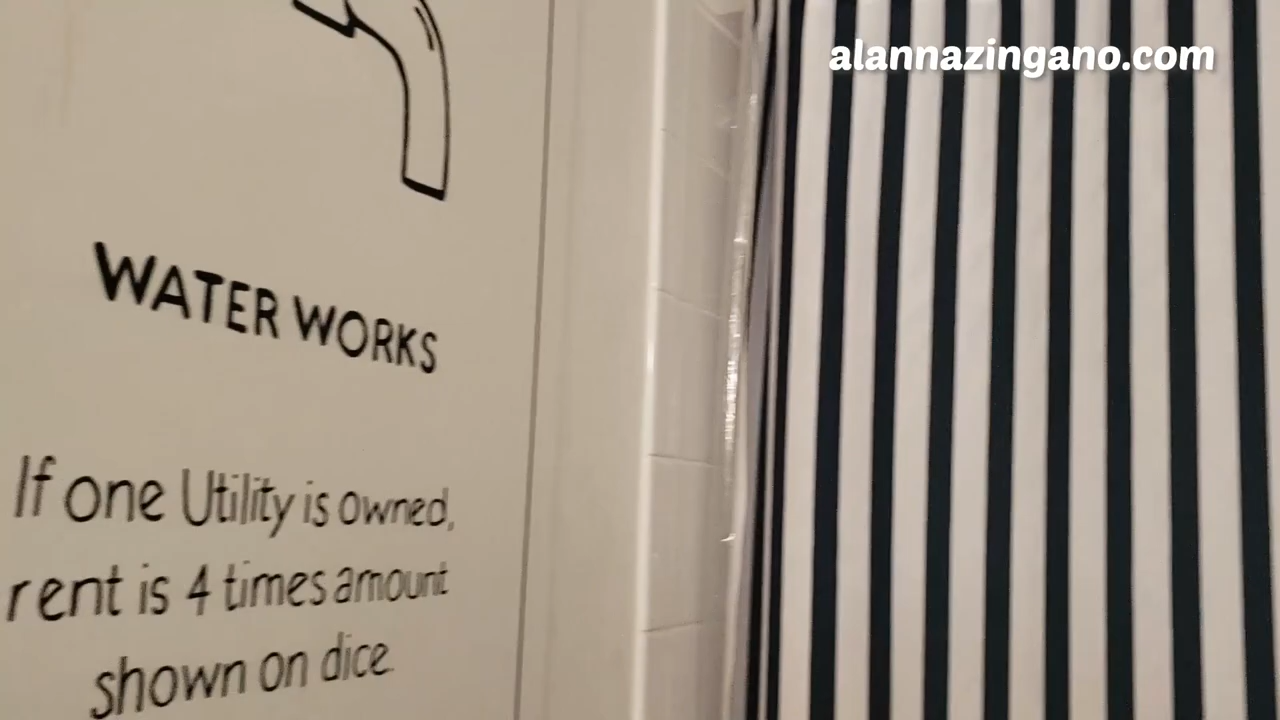 alannazingano.com
WATER WORKS
If one Utility is owned,
rent is 4 times amount
shown on dice.